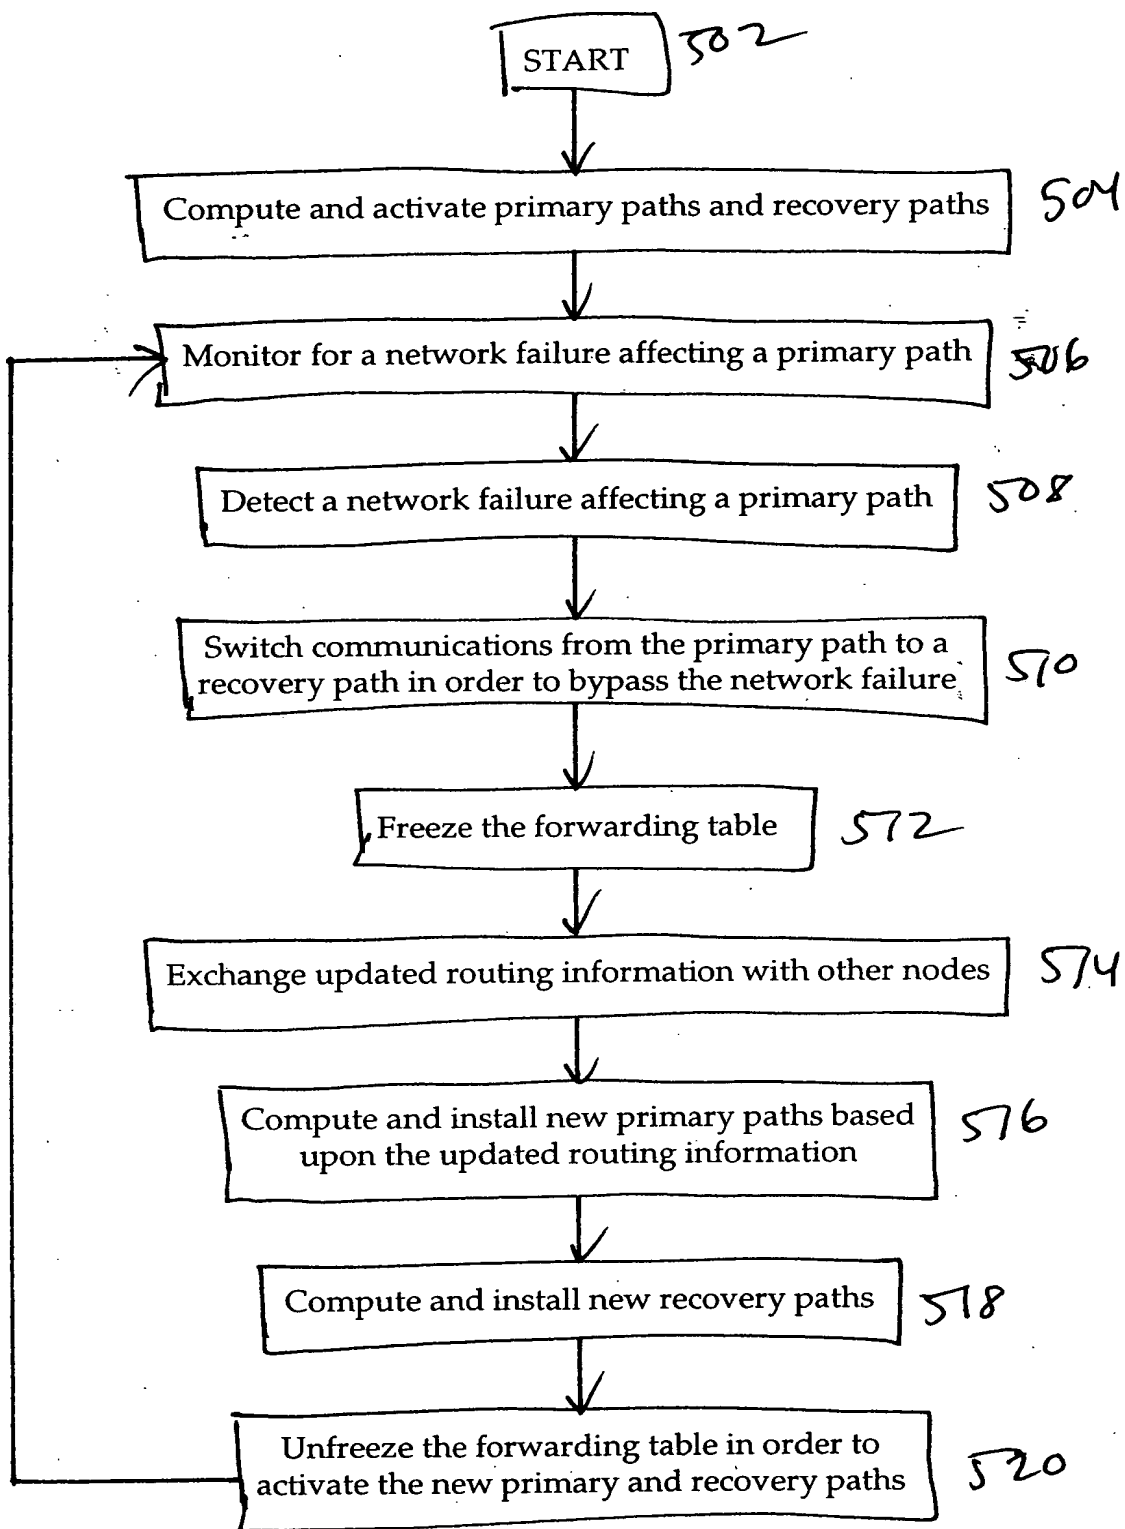 START 502
Compute and activate primary paths and recovery paths 504
Monitor for a network failure affecting a primary path 506
Detect a network failure affecting a primary path 508
Switch communications from the primary path to a
recovery path in order to bypass the network failure 510
Freeze the forwarding table 512
Exchange updated routing information with other nodes 514
Compute and install new primary paths based
upon the updated routing information 516
Compute and install new recovery paths 518
Unfreeze the forwarding table in order to
activate the new primary and recovery paths 520